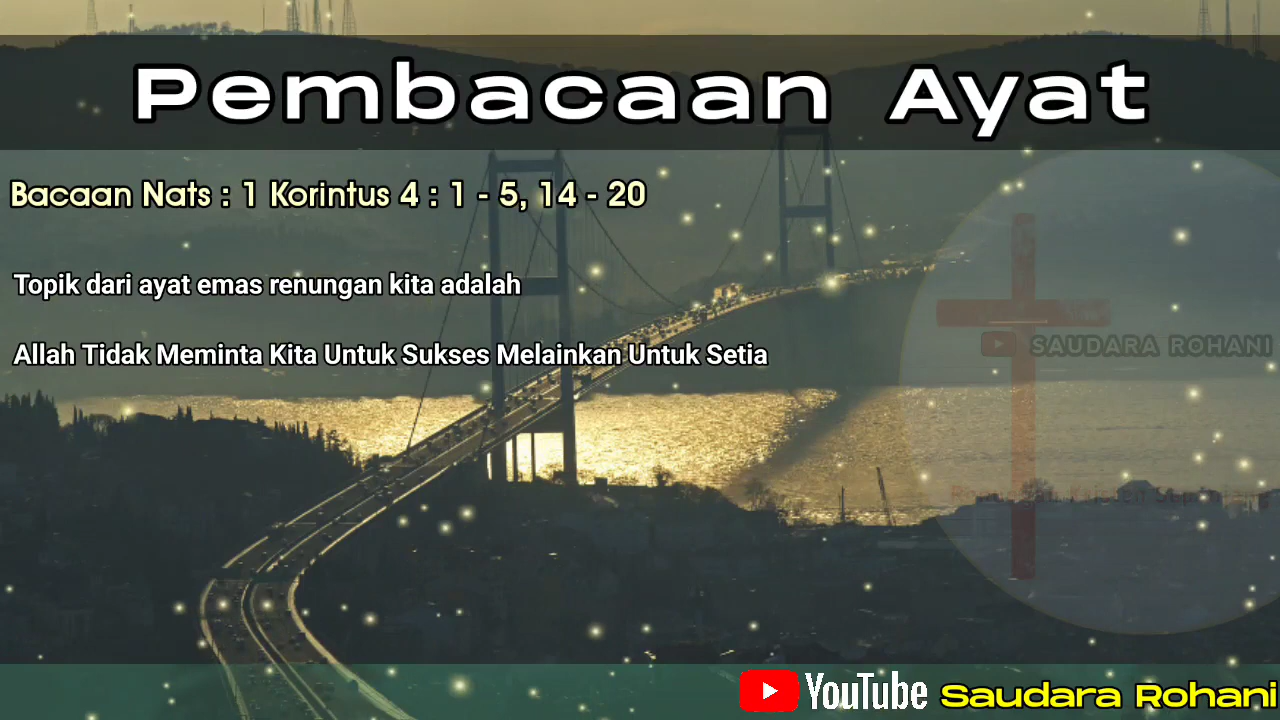 Pembacaan Ayat
Bacaan Nats : 1 Korintus 4 : 1 - 5, 14 - 20
Topik dari ayat emas renungan kita adalah
Allah Tidak Meminta Kita Untuk Sukses Melainkan Untuk Setia
SAUDARA ROHANI
YouTube Saudara Rohani